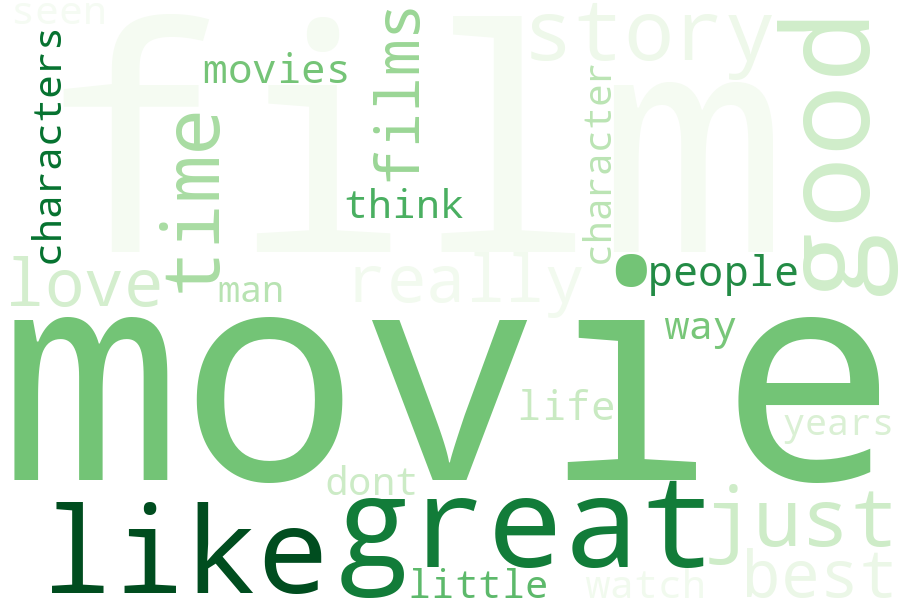 seen
film
story
good
characters
movies
films
time
character
think
love
man
really
people
way
movie
life
years
dont
like
great
just
little
watch
best